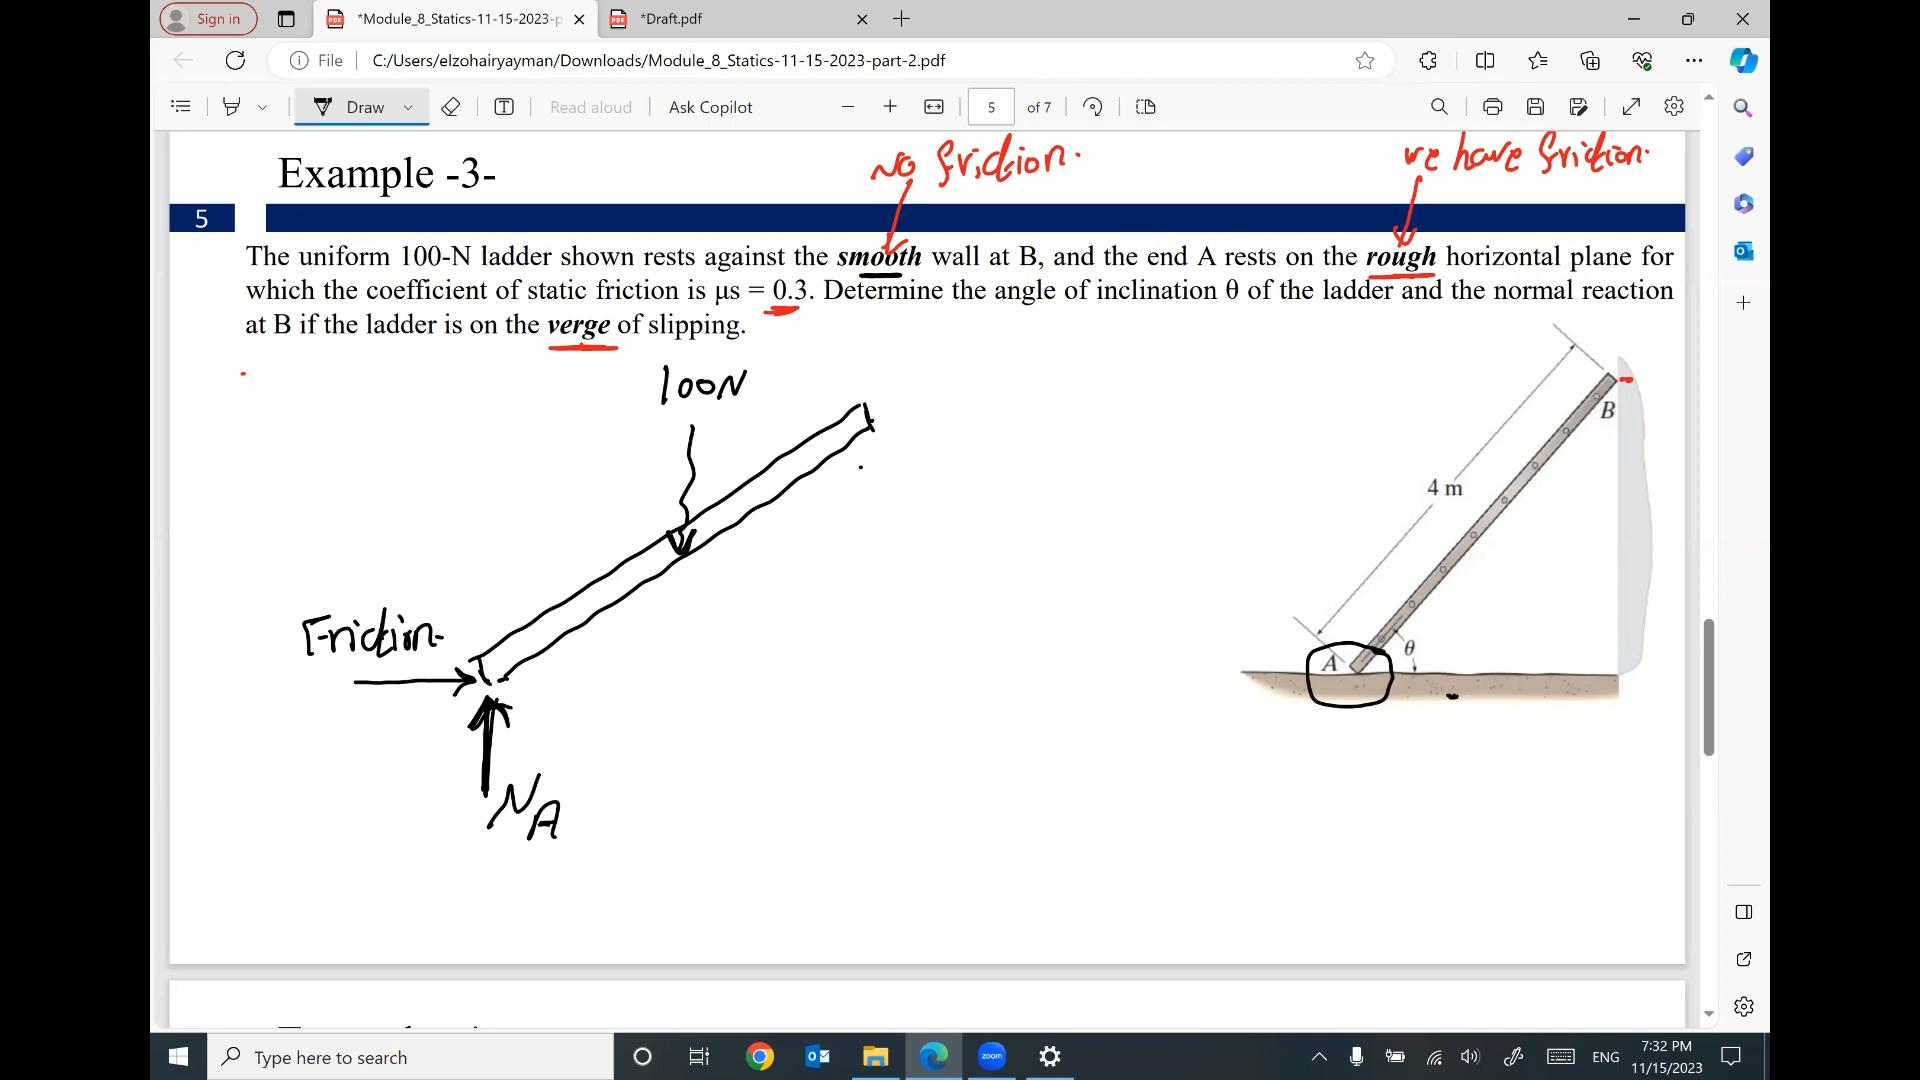 Sign in
*Module_8_Statics-11-15-2023-p
*Draft.pdf
File
C:/Users/elzohairyayman/Downloads/Module_8_Statics-11-15-2023-part-2.pdf
Draw
Read aloud
Ask Copilot
5
of 7
Example -3-
No friction.
we have friction.
5
The uniform 100-N ladder shown rests against the smooth wall at B, and the end A rests on the rough horizontal plane for
which the coefficient of static friction is μs = 0.3. Determine the angle of inclination θ of the ladder and the normal reaction
at B if the ladder is on the verge of slipping.
100N
B
4 m
Friction
A
θ
NA
Type here to search
zoom
ENG
7:32 PM
11/15/2023